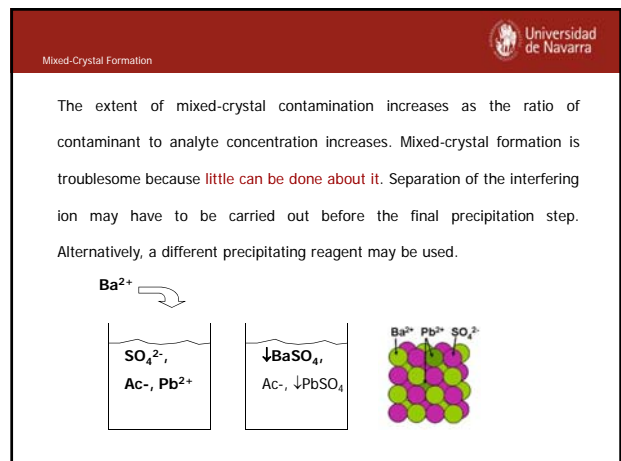 Universidad
de Navarra
Mixed-Crystal Formation
The extent of mixed-crystal contamination increases as the ratio of
contaminant to analyte concentration increases. Mixed-crystal formation is
troublesome because little can be done about it. Separation of the interfering
ion may have to be carried out before the final precipitation step.
Alternatively, a different precipitating reagent may be used.
Ba²⁺
SO₄²⁻,
Ac-, Pb²⁺
↓BaSO₄,
Ac-, ↓PbSO₄
Ba²⁺ Pb²⁺ SO₄²⁻